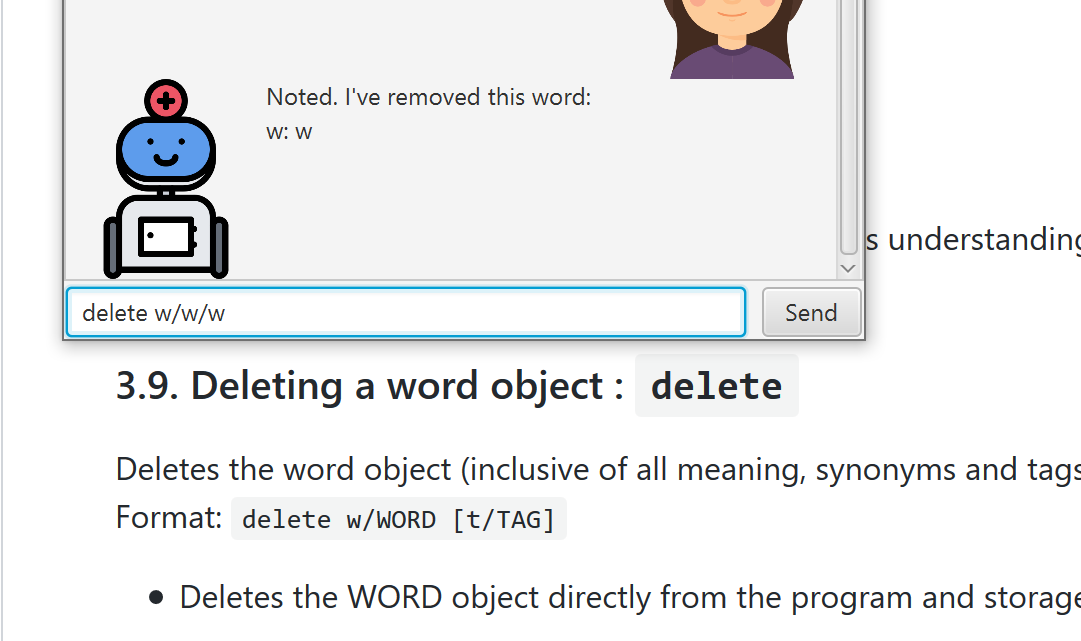 Noted. I've removed this word:
w: w
s understanding
delete w/w/w
Send
3.9. Deleting a word object : delete
Deletes the word object (inclusive of all meaning, synonyms and tags
Format: delete w/WORD [t/TAG]
• Deletes the WORD object directly from the program and storage